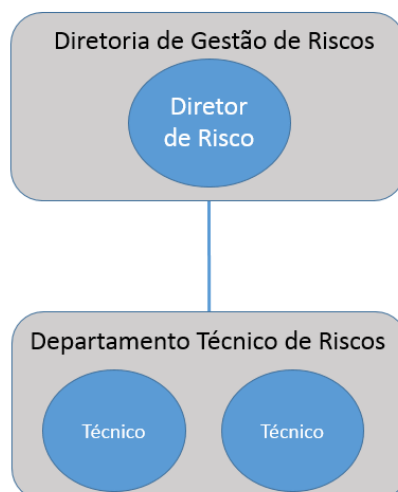 Diretoria de Gestão de Riscos
Diretor
de Risco
Departamento Técnico de Riscos
Técnico
Técnico